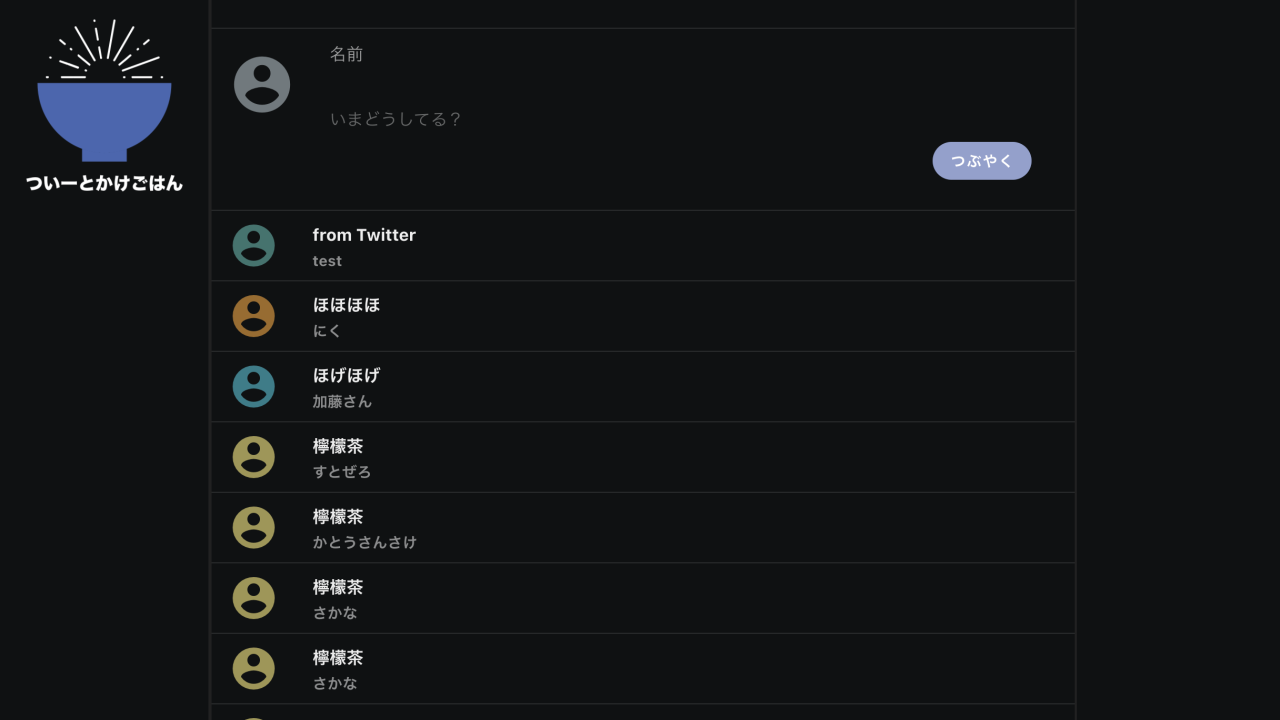 ついーとかけごはん
名前
いまどうしてる？
つぶやく
from Twitter
test
ほほほほ
にく
ほげほげ
加藤さん
檸檬茶
すとぜろ
檸檬茶
かとうさんさけ
檸檬茶
さかな
檸檬茶
さかな